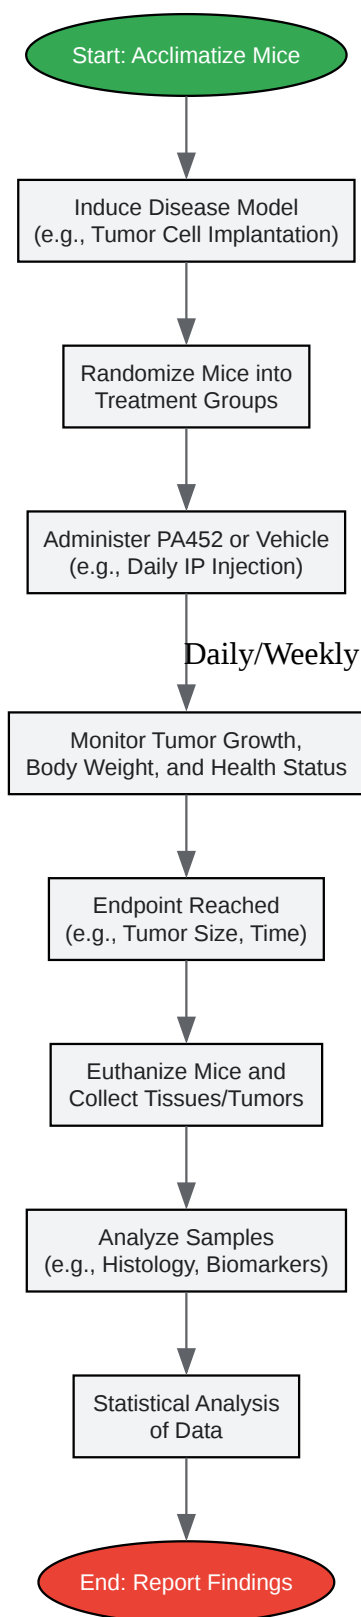 Start: Acclimatize Mice
Induce Disease Model
(e.g., Tumor Cell Implantation)
Randomize Mice into
Treatment Groups
Administer PA452 or Vehicle
(e.g., Daily IP Injection)
Daily/Weekly
Monitor Tumor Growth,
Body Weight, and Health Status
Endpoint Reached
(e.g., Tumor Size, Time)
Euthanize Mice and
Collect Tissues/Tumors
Analyze Samples
(e.g., Histology, Biomarkers)
Statistical Analysis
of Data
End: Report Findings